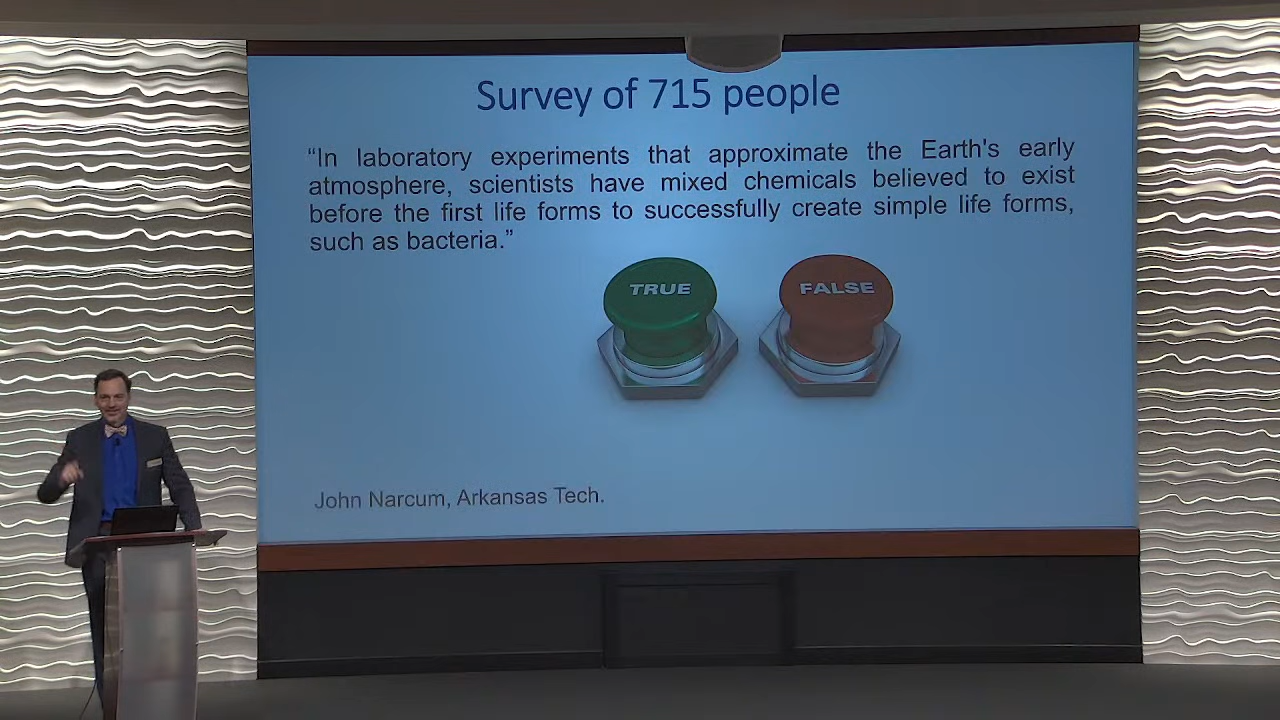 Survey of 715 people
“In laboratory experiments that approximate the Earth's early
atmosphere, scientists have mixed chemicals believed to exist
before the first life forms to successfully create simple life forms,
such as bacteria.”
TRUE
FALSE
John Narcum, Arkansas Tech.